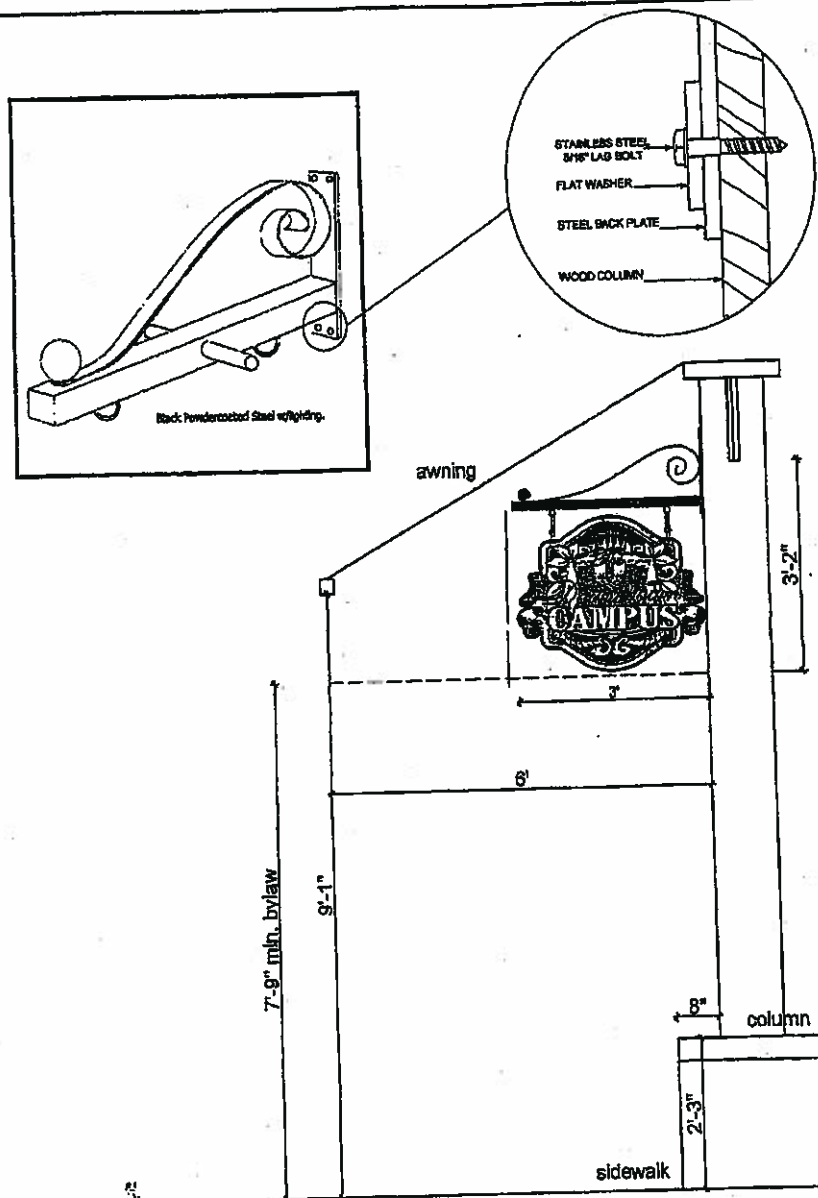 STAINLESS STEEL
5/16" LAG BOLT
FLAT WASHER
STEEL BACK PLATE
WOOD COLUMN
Black Powdercoated Steel w/lighting.
awning
CAMPUS
3'-2"
3'
6'
7'-9" min. bylaw
9'-1"
8"
column
2'-3"
sidewalk